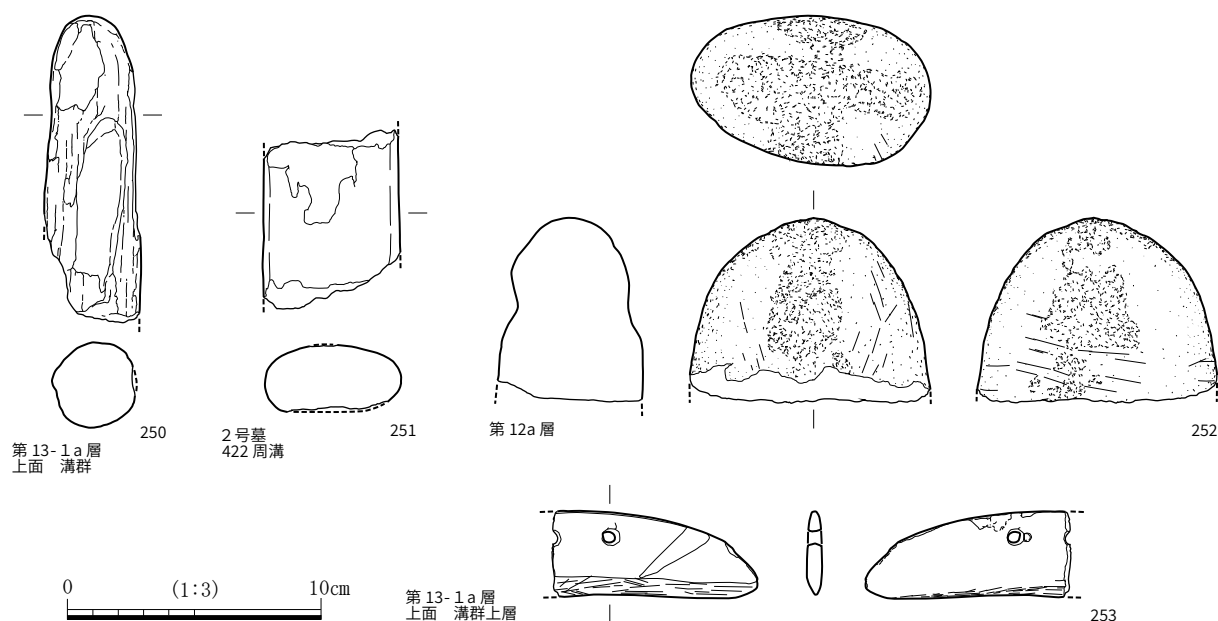 250
第 13-１a 層
上面　溝群
２号墓
422 周溝
251
第 12a 層
252
0 (1:3) 10cm
第 13-１a 層
上面　溝群上層
253